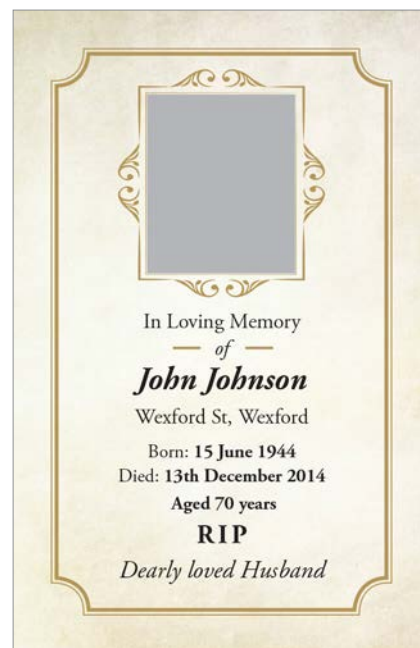 In Loving Memory
of
John Johnson
Wexford St, Wexford
Born: 15 June 1944
Died: 13th December 2014
Aged 70 years
RIP
Dearly loved Husband